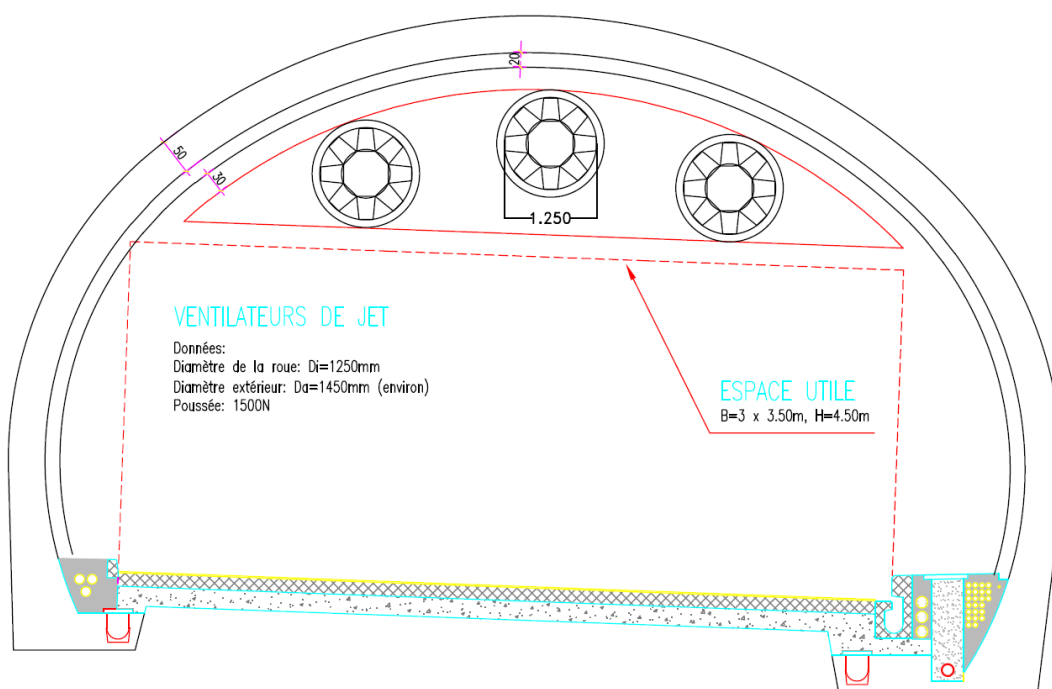 20
50
30
1.250
VENTILATEURS DE JET
Données:
Diamètre de la roue: Di=1250mm
Diamètre extérieur: Da=1450mm (environ)
Poussée: 1500N
ESPACE UTILE
B=3 x 3.50m, H=4.50m